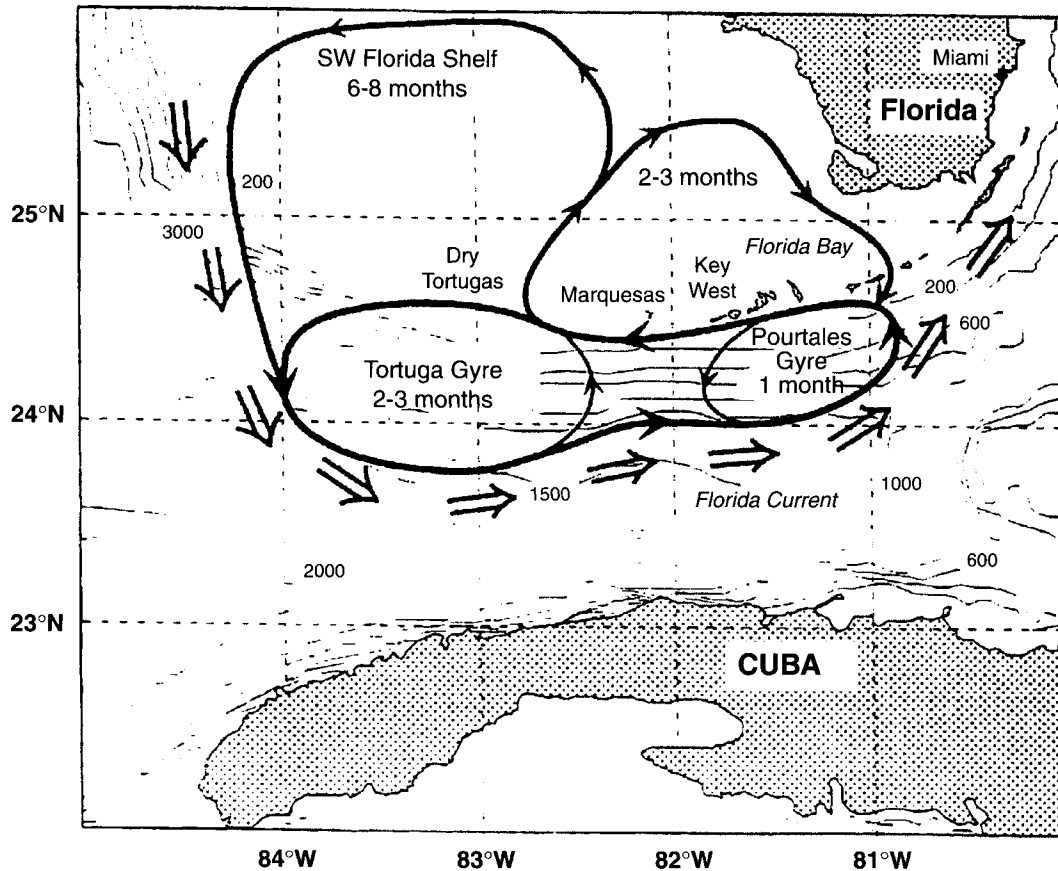 SW Florida Shelf
6-8 months
Miami
Florida
200
2-3 months
25°N
3000
Florida Bay
Dry
Tortugas
Key
West
Marquesas
200
600
Pourtales
Gyre
1 month
Tortuga Gyre
2-3 months
24°N
1500
Florida Current
1000
2000
600
23°N
CUBA
84°W
83°W
82°W
81°W